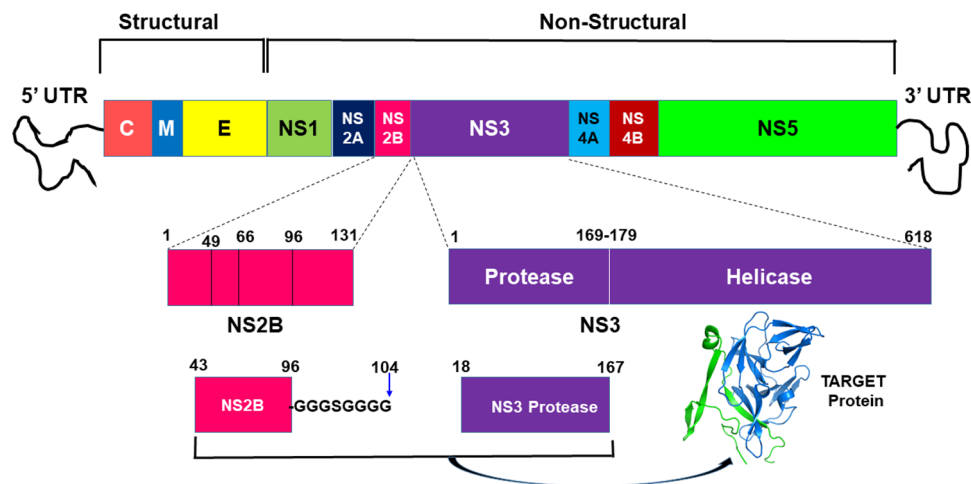 Structural
Non-Structural
5' UTR
3' UTR
C
M
E
NS1
NS
2A
NS
2B
NS3
NS
4A
NS
4B
NS5
1
49
66
96
131
1
169-179
618
Protease
Helicase
NS2B
NS3
43
96
104
18
167
NS2B
-GGGSGGGG
NS3 Protease
TARGET
Protein